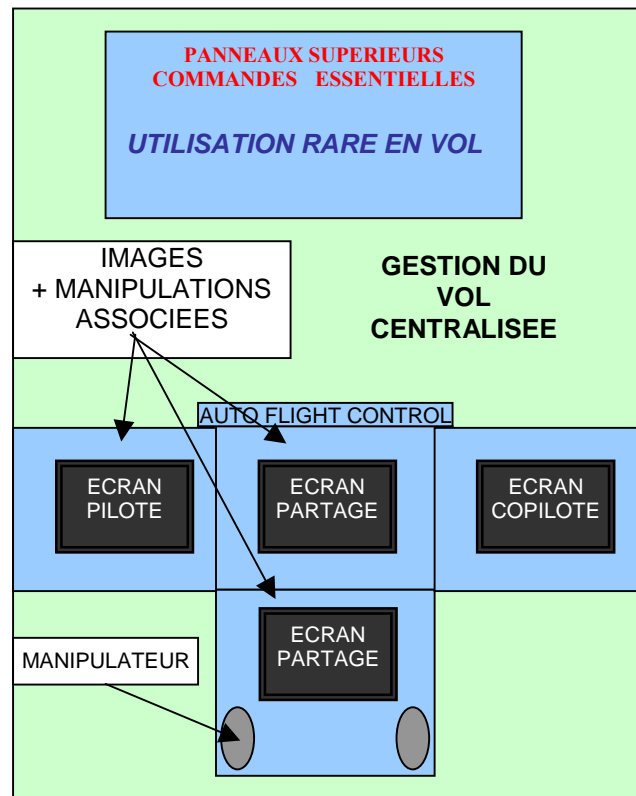 PANNEAUX SUPERIEURS
COMMANDES ESSENTIELLES
UTILISATION RARE EN VOL
IMAGES
+ MANIPULATIONS
ASSOCIEES
GESTION DU
VOL
CENTRALISEE
AUTO FLIGHT CONTROL
ECRAN
PILOTE
ECRAN
PARTAGE
ECRAN
COPILOTE
ECRAN
PARTAGE
MANIPULATEUR